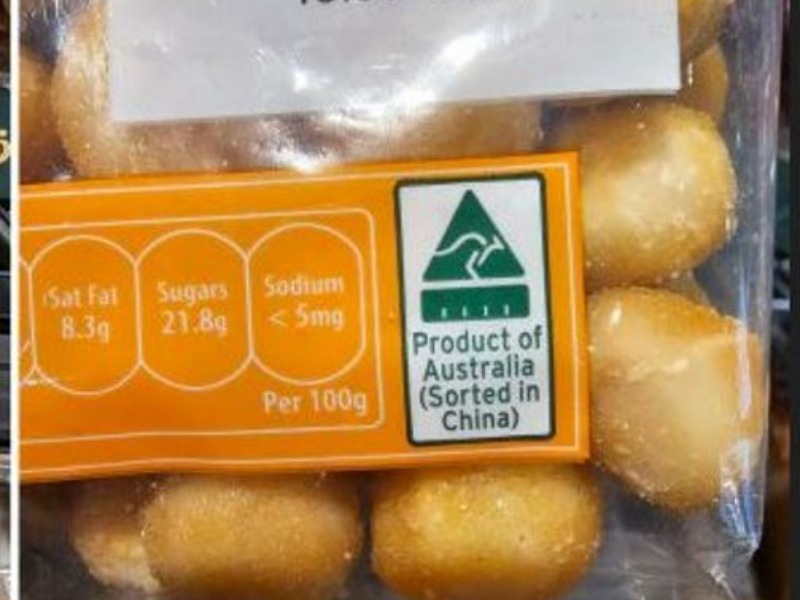 Sat Fat
8.3g
Sugars
21.8g
Sodium
< 5mg
Per 100g
Product of
Australia
(Sorted in
China)